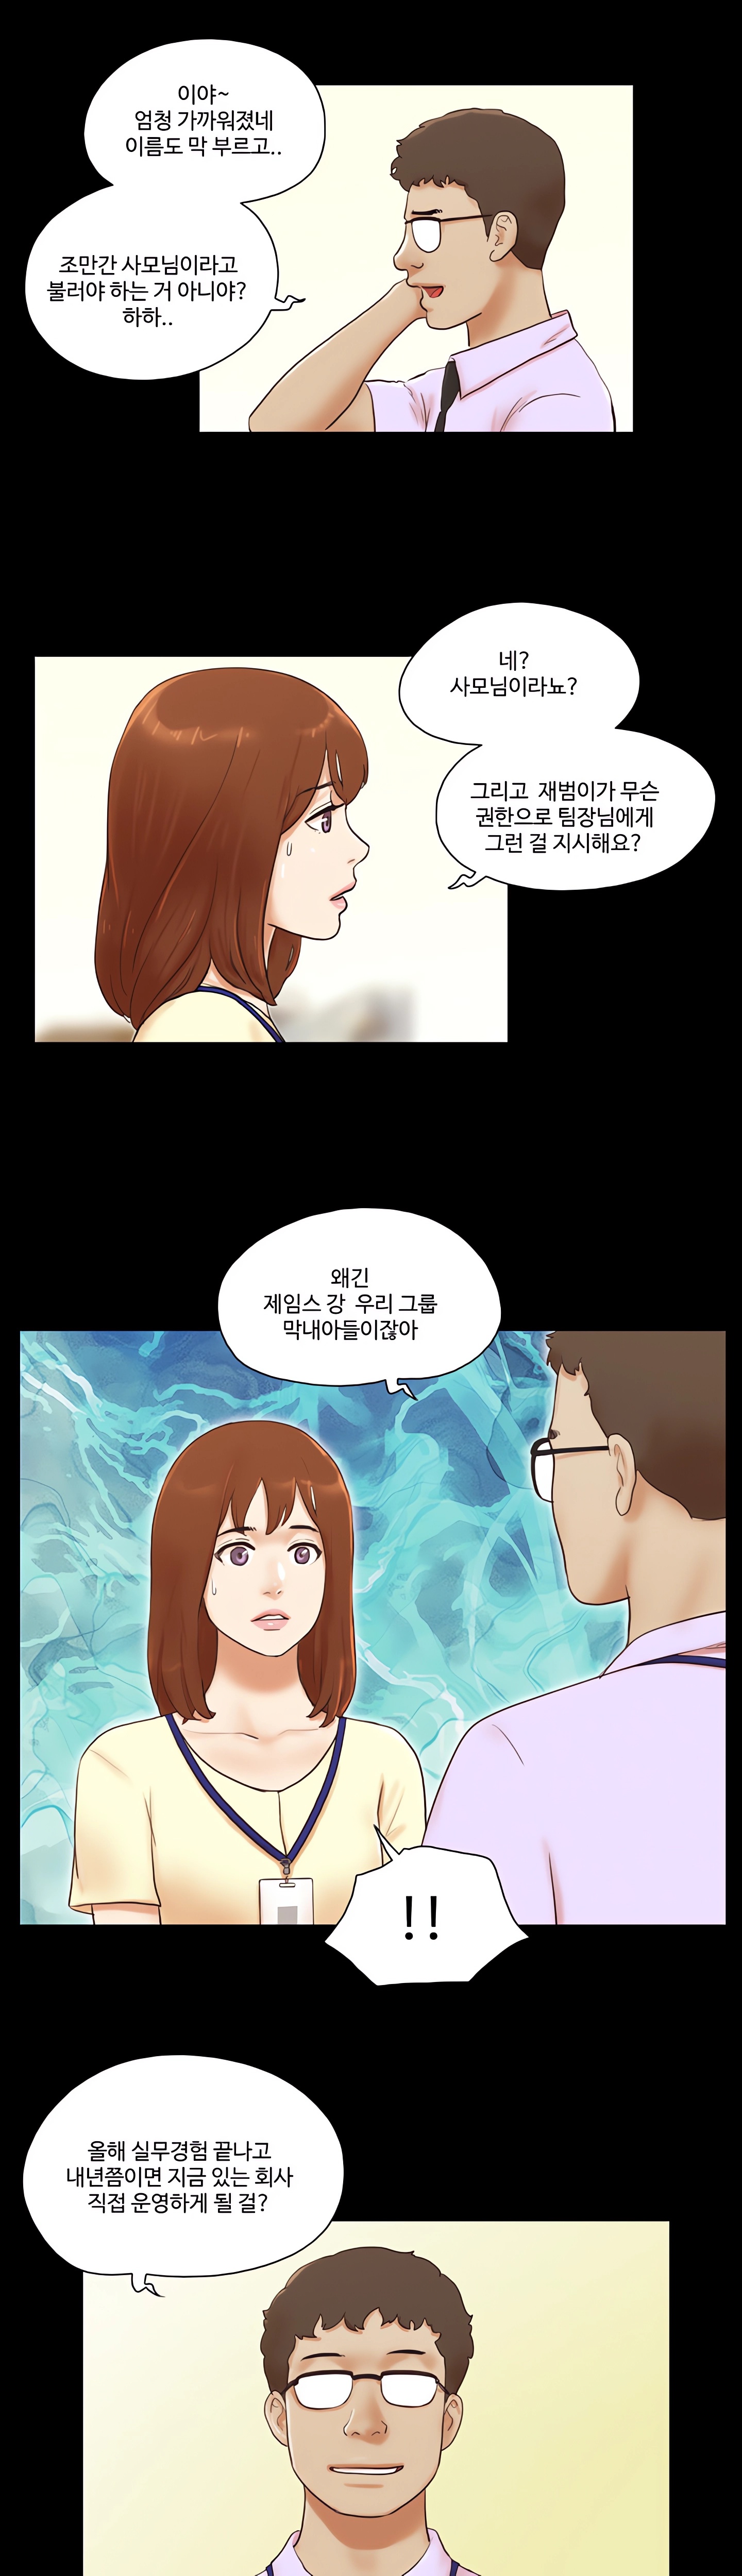 이야~
엄청 가까워졌네
이름도 막 부르고..
조만간 사모님이라고
불러야 하는 거 아니야?
하하..
네?
사모님이라뇨?
그리고 재범이가 무슨
권한으로 팀장님에게
그런 걸 지시해요?
왜긴
제임스 강 우리 그룹
막내아들이잖아
!!
올해 실무경험 끝나고
내년쯤이면 지금 있는 회사
직접 운영하게 될 걸?